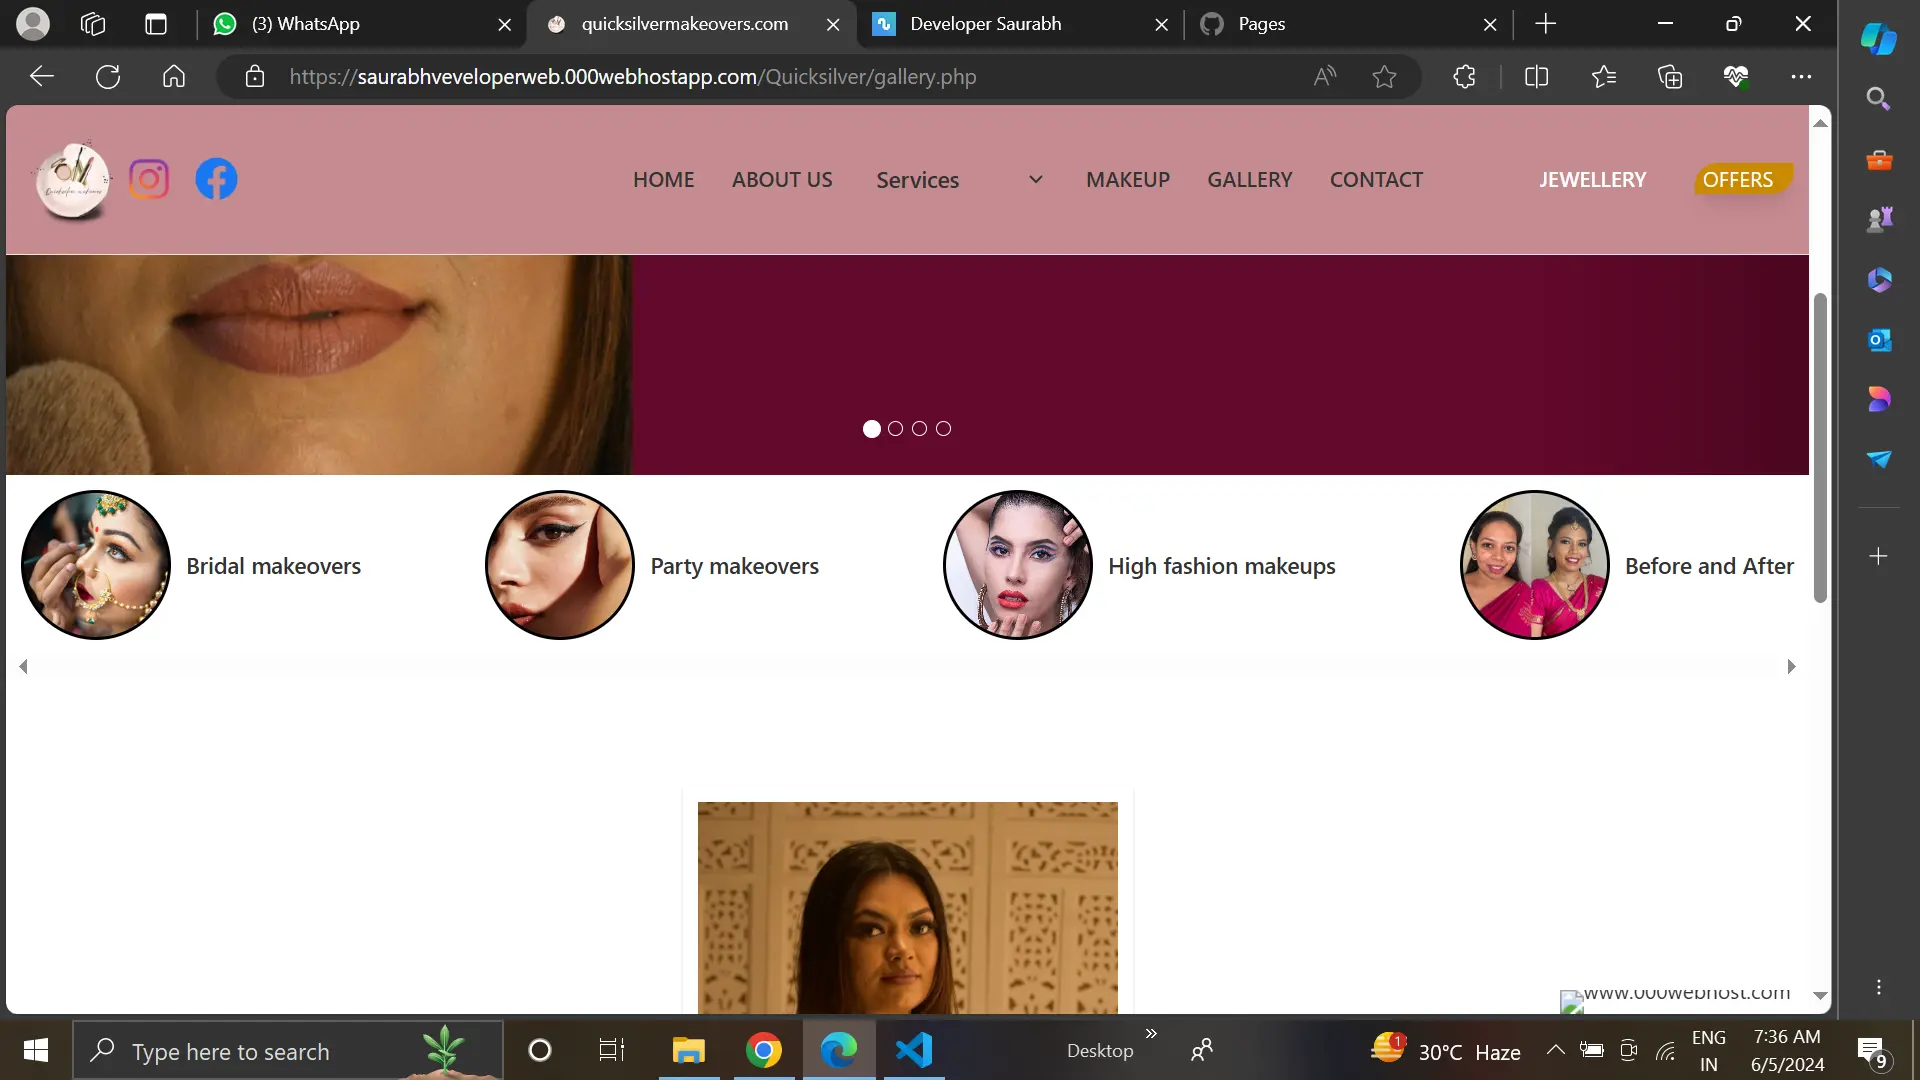 (3) WhatsApp
quicksilvermakeovers.com
Developer Saurabh
Pages
https://saurabhveveloperweb.000webhostapp.com/Quicksilver/gallery.php
HOME
ABOUT US
Services
MAKEUP
GALLERY
CONTACT
JEWELLERY
OFFERS
Bridal makeovers
Party makeovers
High fashion makeups
Before and After
www.000webhost.com
Type here to search
Desktop
1
30°C Haze
ENG
IN
7:36 AM
6/5/2024
9